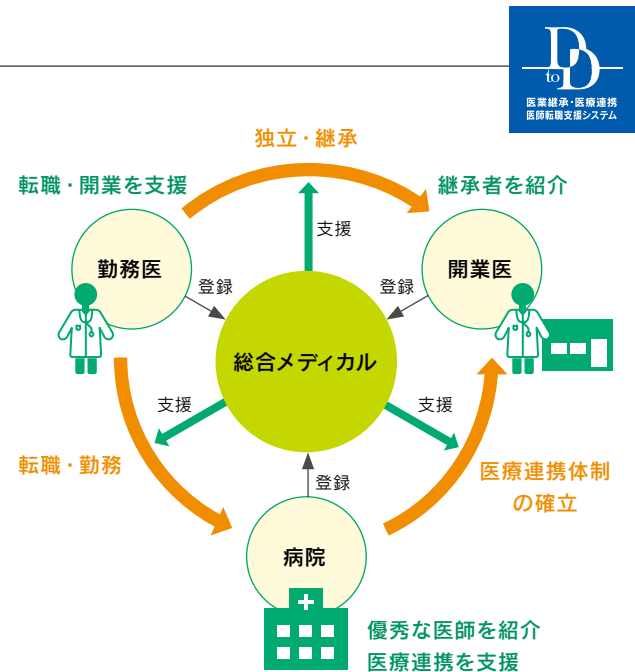 DtoD
医業継承・医療連携
医師転職支援システム
独立・継承
転職・開業を支援
継承者を紹介
支援
勤務医
開業医
登録
登録
総合メディカル
支援
支援
転職・勤務
医療連携体制
の確立
登録
病院
優秀な医師を紹介
医療連携を支援